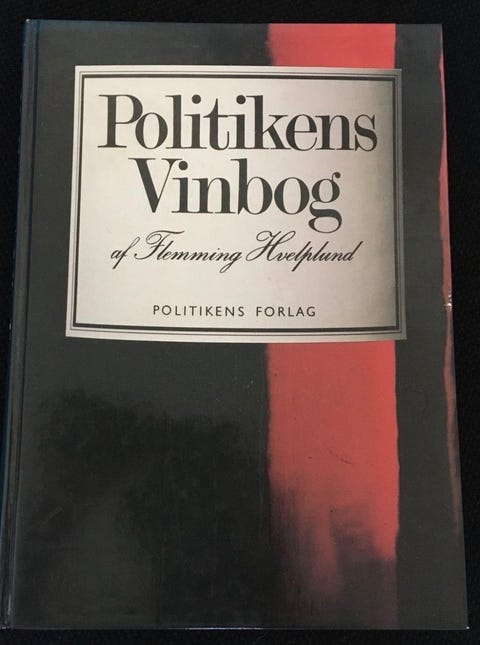 Politikens
Vinbog
af Flemming Hvelplund
POLITIKENS FORLAG